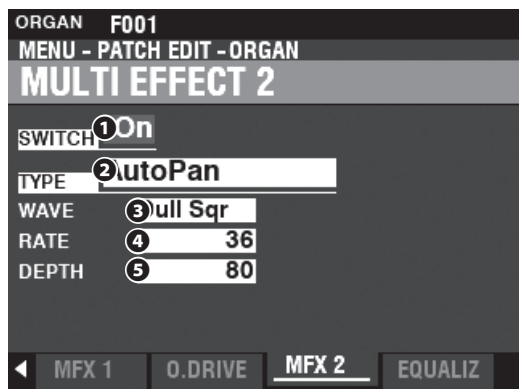 ORGAN F001
MENU - PATCH EDIT - ORGAN
MULTI EFFECT 2
SWITCH 1 On
TYPE 2 AutoPan
WAVE 3 Dull Sqr
RATE 4 36
DEPTH 5 80
MFX 1 O.DRIVE MFX 2 EQUALIZ